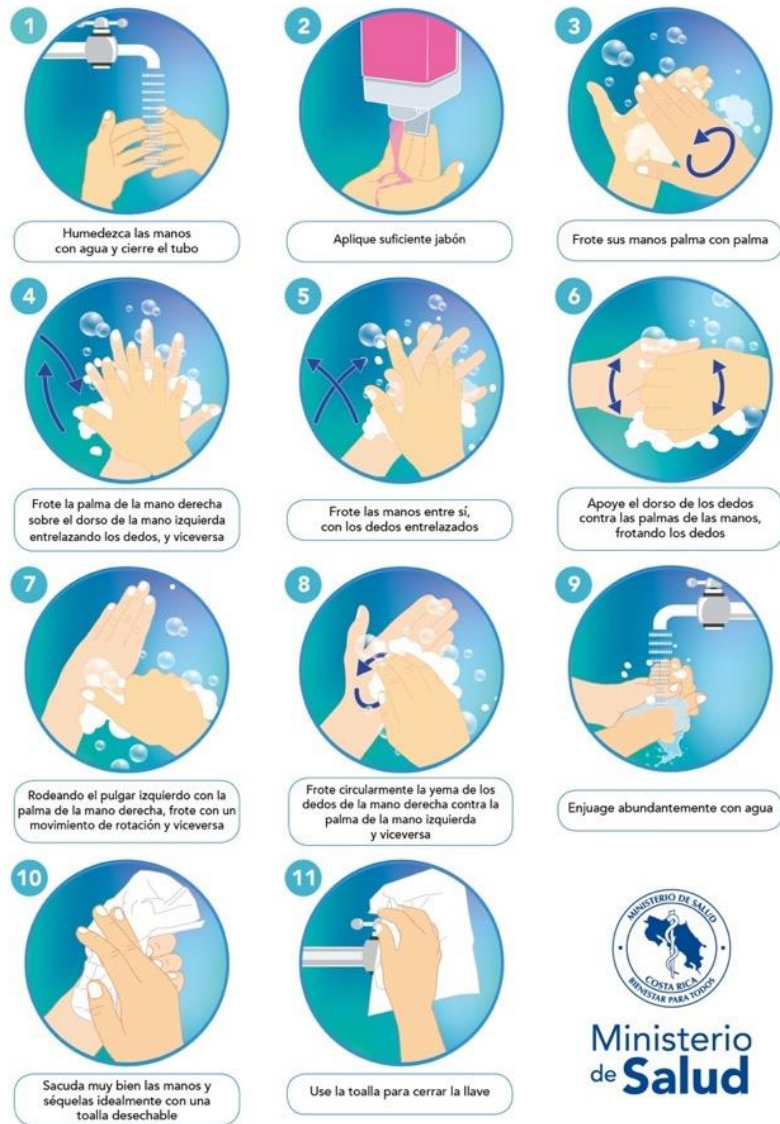 1
Humedezca las manos
con agua y cierre el tubo
2
Aplique suficiente jabón
3
Frote sus manos palma con palma
4
Frote la palma de la mano derecha
sobre el dorso de la mano izquierda
entrelazando los dedos, y viceversa
5
Frote las manos entre sí,
con los dedos entrelazados
6
Apoye el dorso de los dedos
contra las palmas de las manos,
frotando los dedos
7
Rodeando el pulgar izquierdo con la
palma de la mano derecha, frote con un
movimiento de rotación y viceversa
8
Frote circularmente la yema de los
dedos de la mano derecha contra la
palma de la mano izquierda
y viceversa
9
Enjuage abundantemente con agua
10
Sacuda muy bien las manos y
séquelas idealmente con una
toalla desechable
11
Use la toalla para cerrar la llave
MINISTERIO DE SALUD
COSTA RICA
BIENESTAR PARA TODOS
Ministerio
de Salud